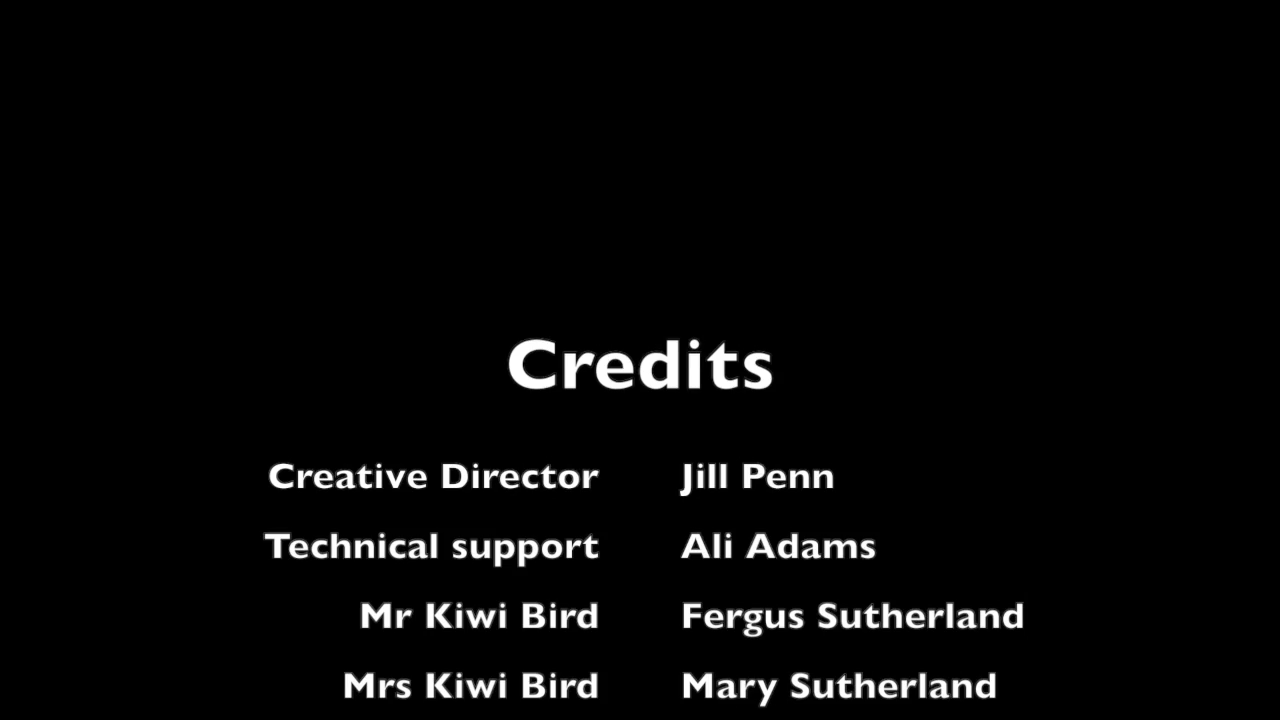 Credits
Creative Director Jill Penn
Technical support Ali Adams
Mr Kiwi Bird Fergus Sutherland
Mrs Kiwi Bird Mary Sutherland